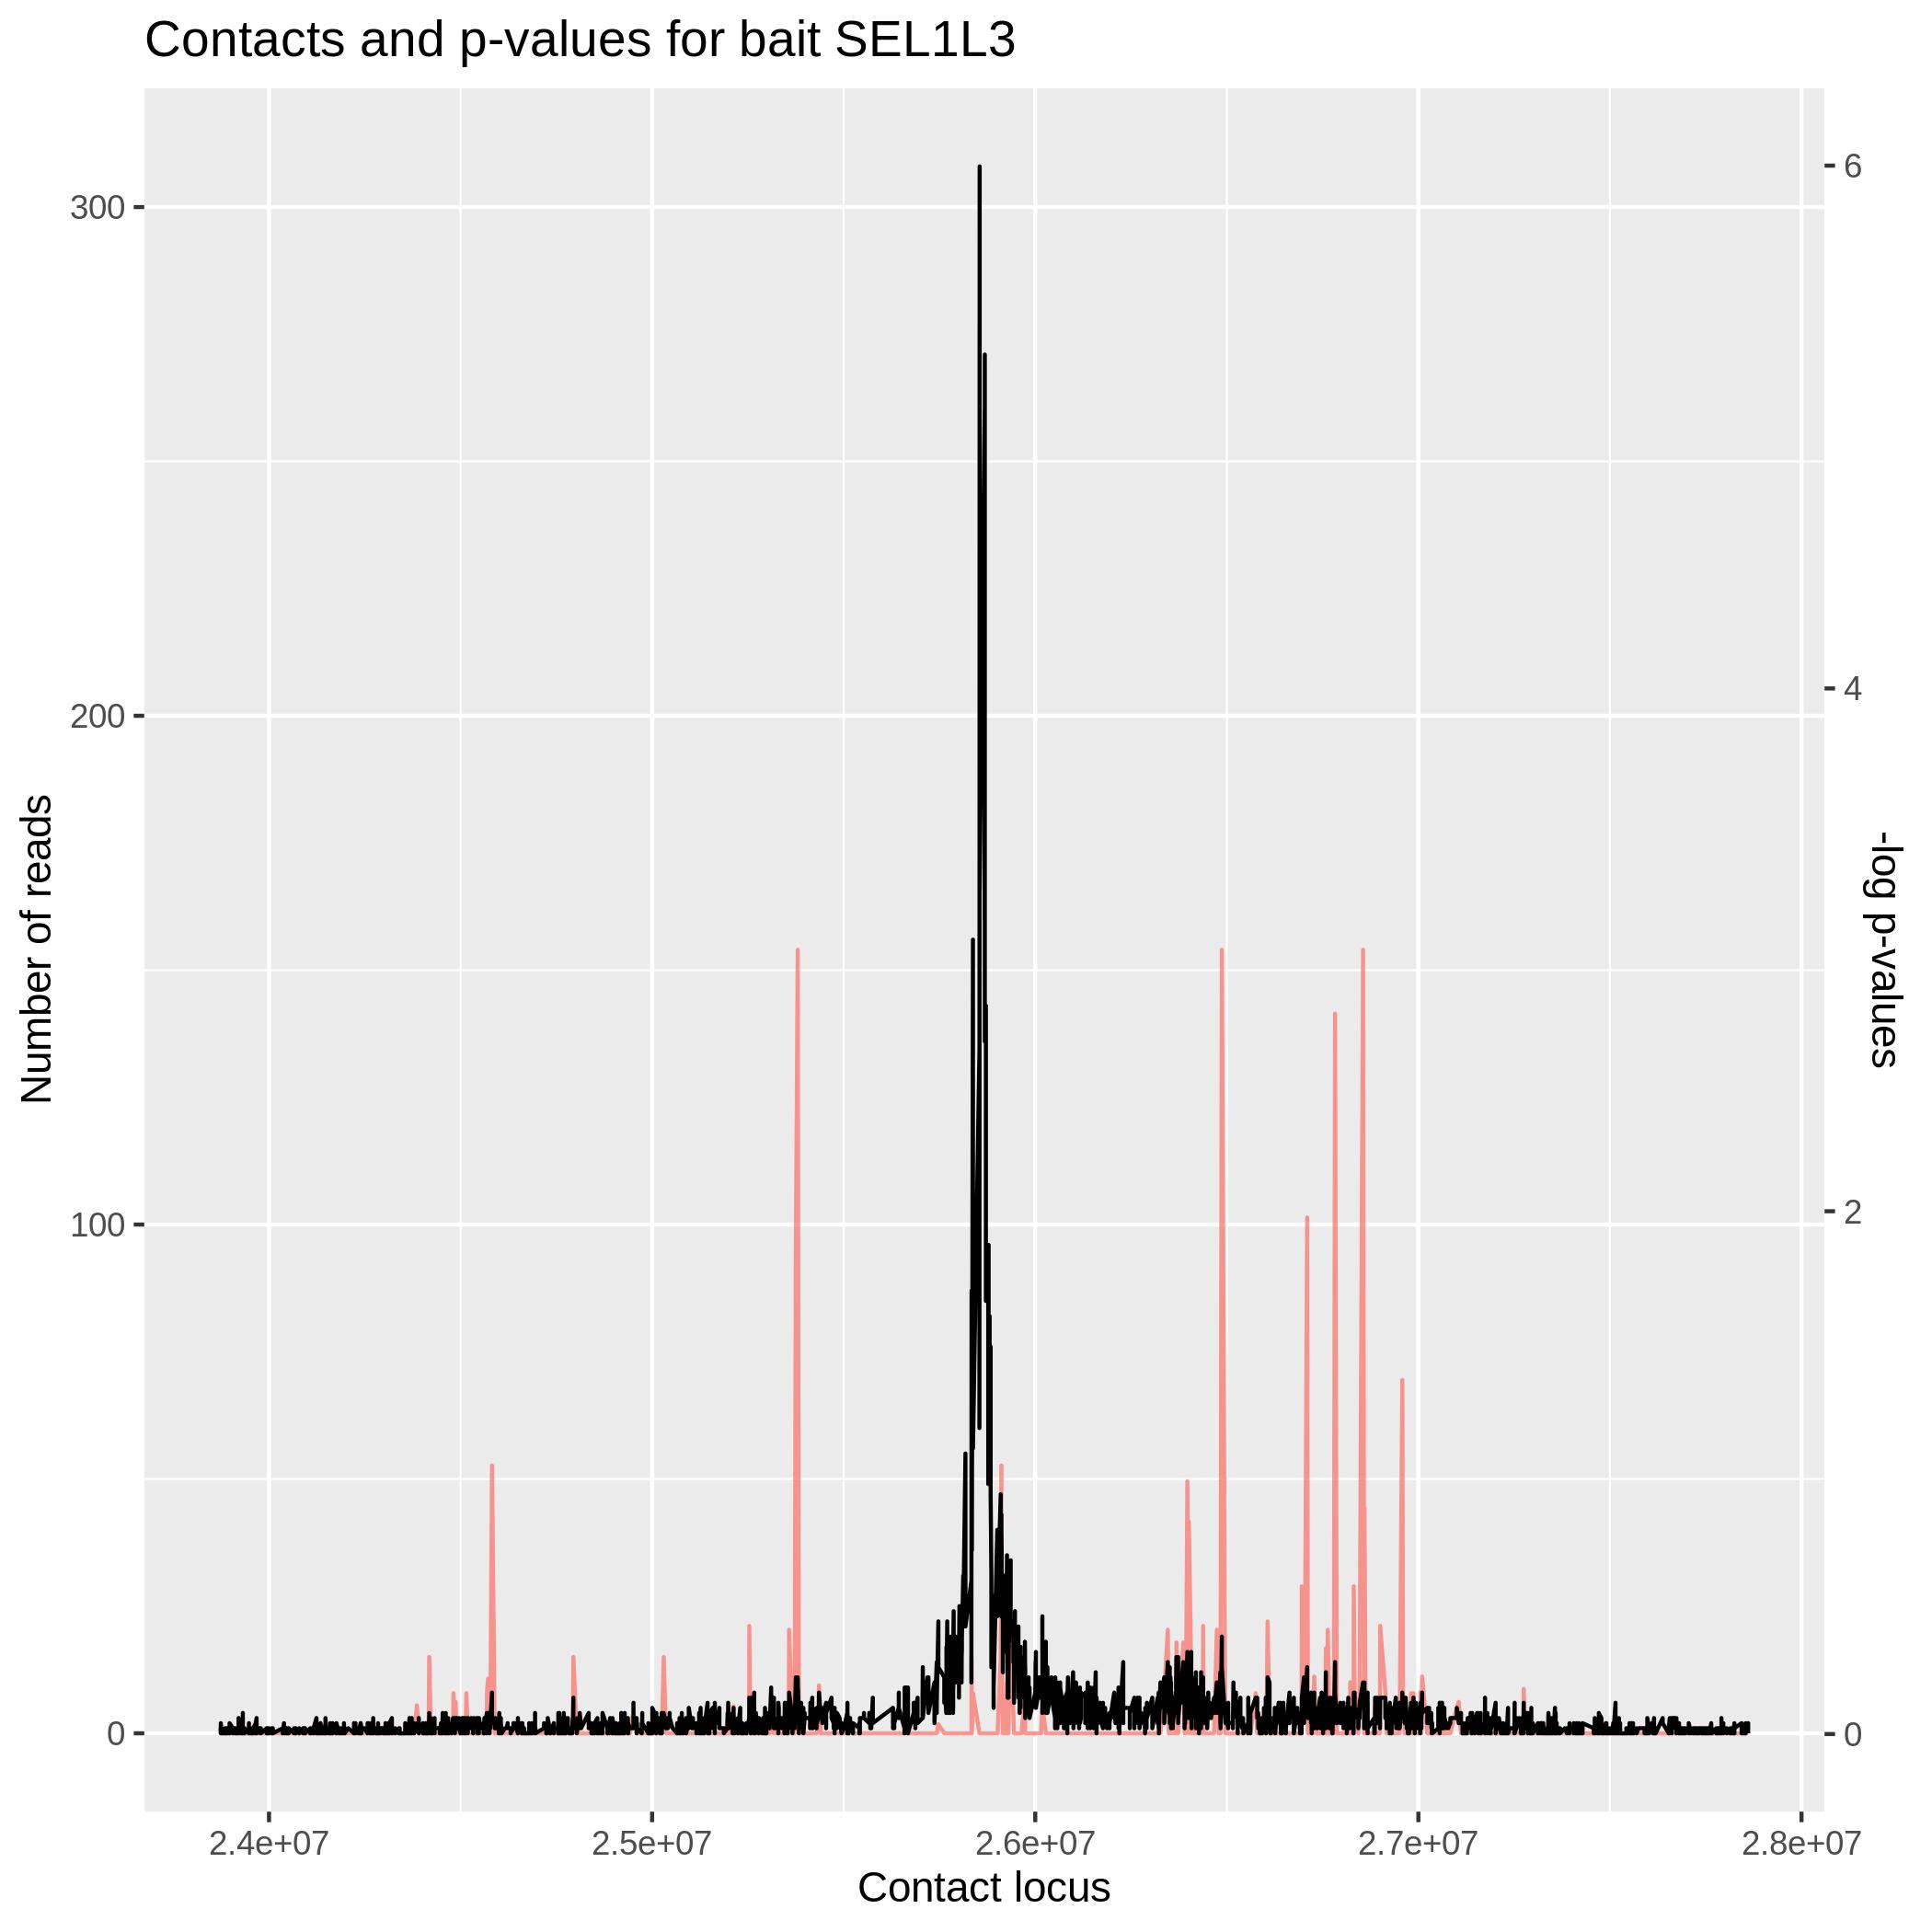 Contacts and p-values for bait SEL1L3
300
200
100
0
Number of reads
6
4
2
0
-log p-values
2.4e+07 2.5e+07 2.6e+07 2.7e+07 2.8e+07
Contact locus